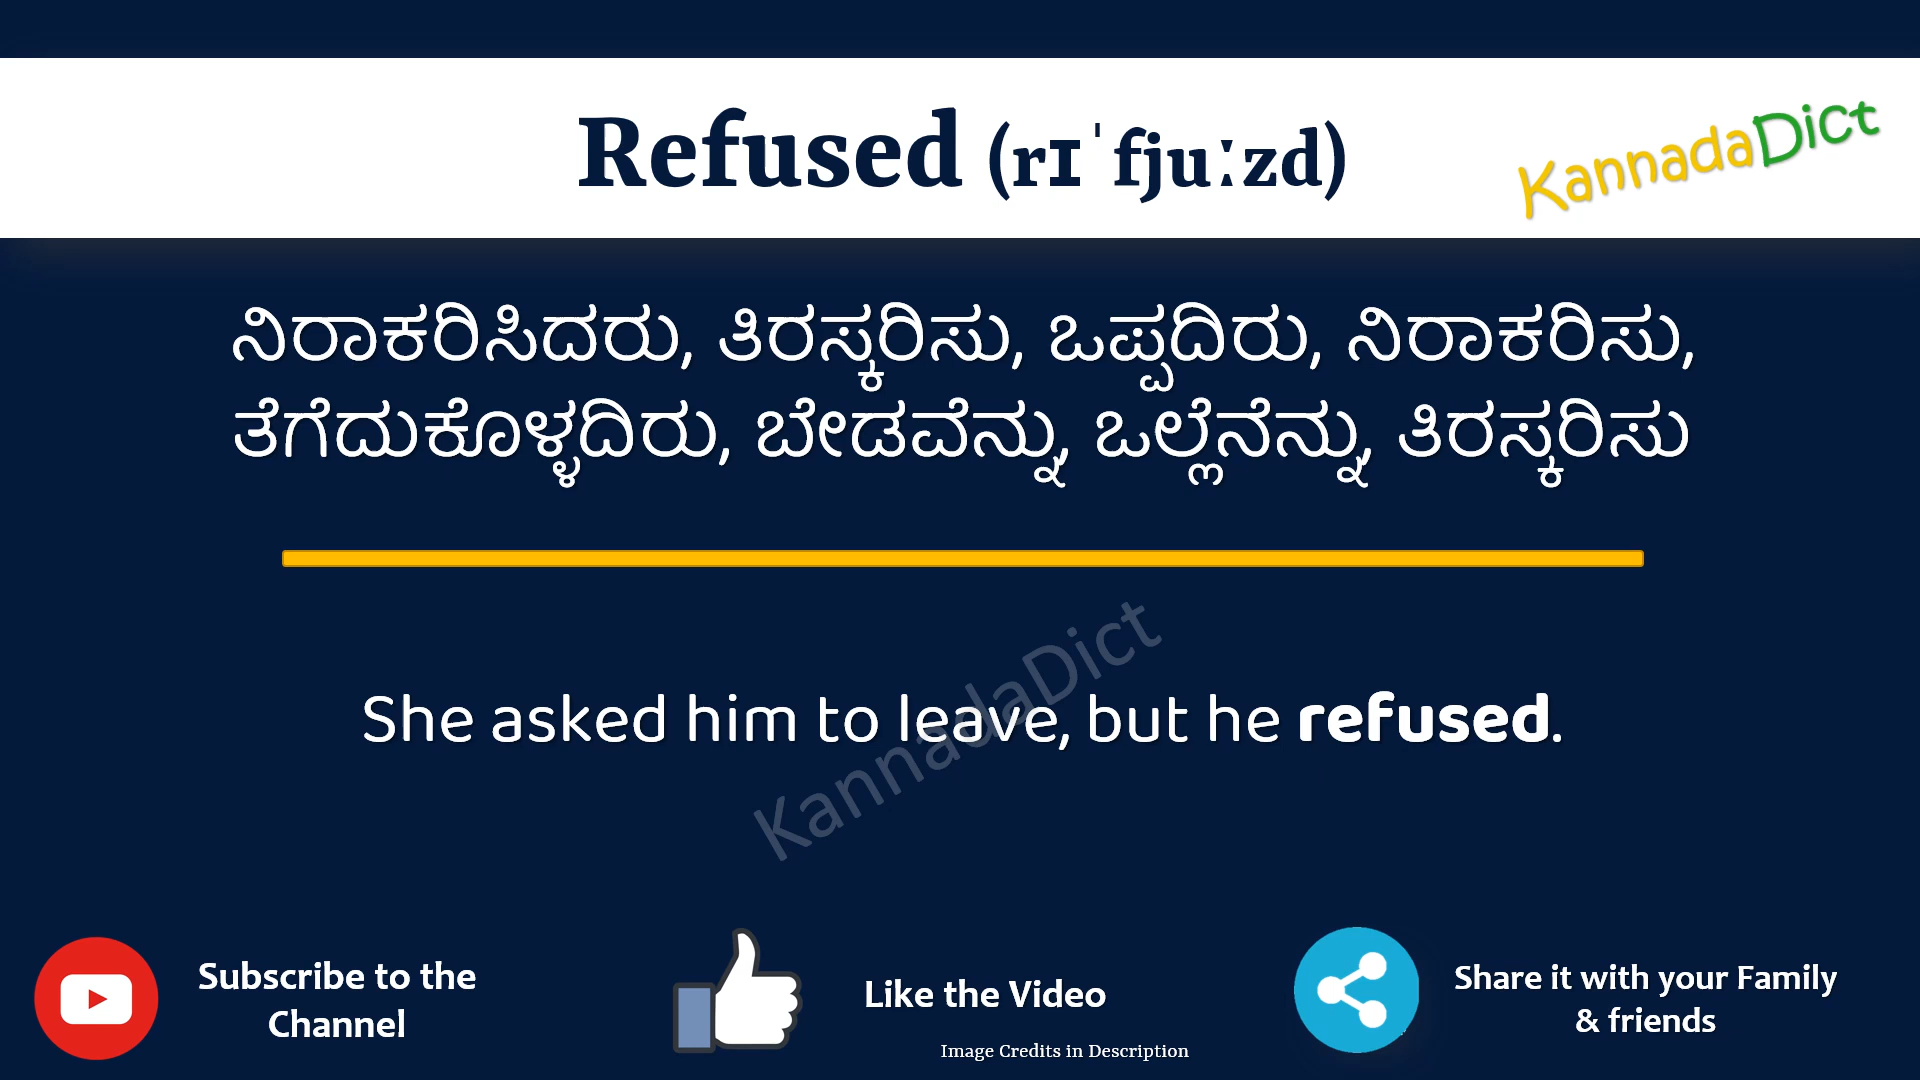 Refused (rɪˈfjuːzd)
KannadaDict
ನಿರಾಕರಿಸಿದರು, ತಿರಸ್ಕರಿಸು, ಒಪ್ಪದಿರು, ನಿರಾಕರಿಸು,
ತೆಗೆದುಕೊಳ್ಳದಿರು, ಬೇಡವೆನ್ನು, ಒಲ್ಲೆನೆನ್ನು, ತಿರಸ್ಕರಿಸು
She asked him to leave, but he refused.
KannadaDict
Subscribe to the
Channel
Like the Video
Share it with your Family
& friends
Image Credits in Description